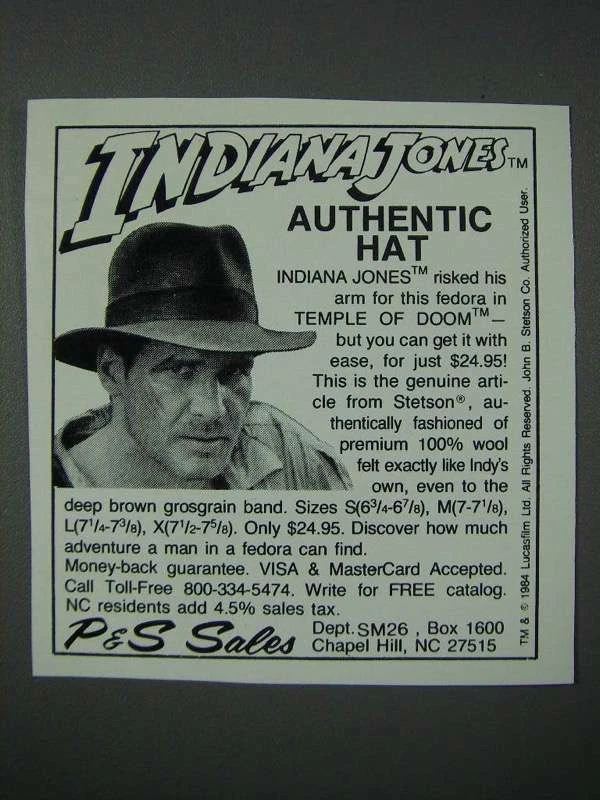 INDIANA JONES™
AUTHENTIC
HAT
INDIANA JONES™ risked his
arm for this fedora in
TEMPLE OF DOOM™—
but you can get it with
ease, for just $24.95!
This is the genuine arti-
cle from Stetson®, au-
thentically fashioned of
premium 100% wool
felt exactly like Indy's
own, even to the
deep brown grosgrain band. Sizes S(6¾-6⅞), M(7-7⅛),
L(7¼-7⅜), X(7½-7⅝). Only $24.95. Discover how much
adventure a man in a fedora can find.
Money-back guarantee. VISA & MasterCard Accepted.
Call Toll-Free 800-334-5474. Write for FREE catalog.
NC residents add 4.5% sales tax.
P&S Sales
Dept. SM26 , Box 1600
Chapel Hill, NC 27515
TM & © 1984 Lucasfilm Ltd. All Rights Reserved. John B. Stetson Co. Authorized User.